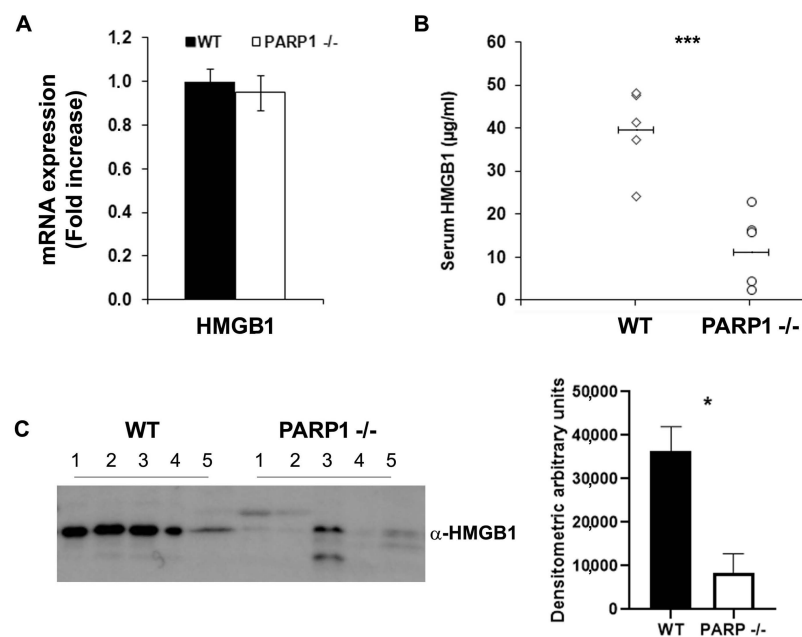 A
mRNA expression
(Fold increase)
1.2
1.0
0.8
0.6
0.4
0.2
0.0
WT
PARP1 -/-
HMGB1
B
***
Serum HMGB1 (µg/ml)
60
50
40
30
20
10
0
WT
PARP1 -/-
C
WT
PARP1 -/-
1 2 3 4 5 1 2 3 4 5
α-HMGB1
Densitometric arbitrary units
50,000
40,000
30,000
20,000
10,000
0
*
WT
PARP -/-